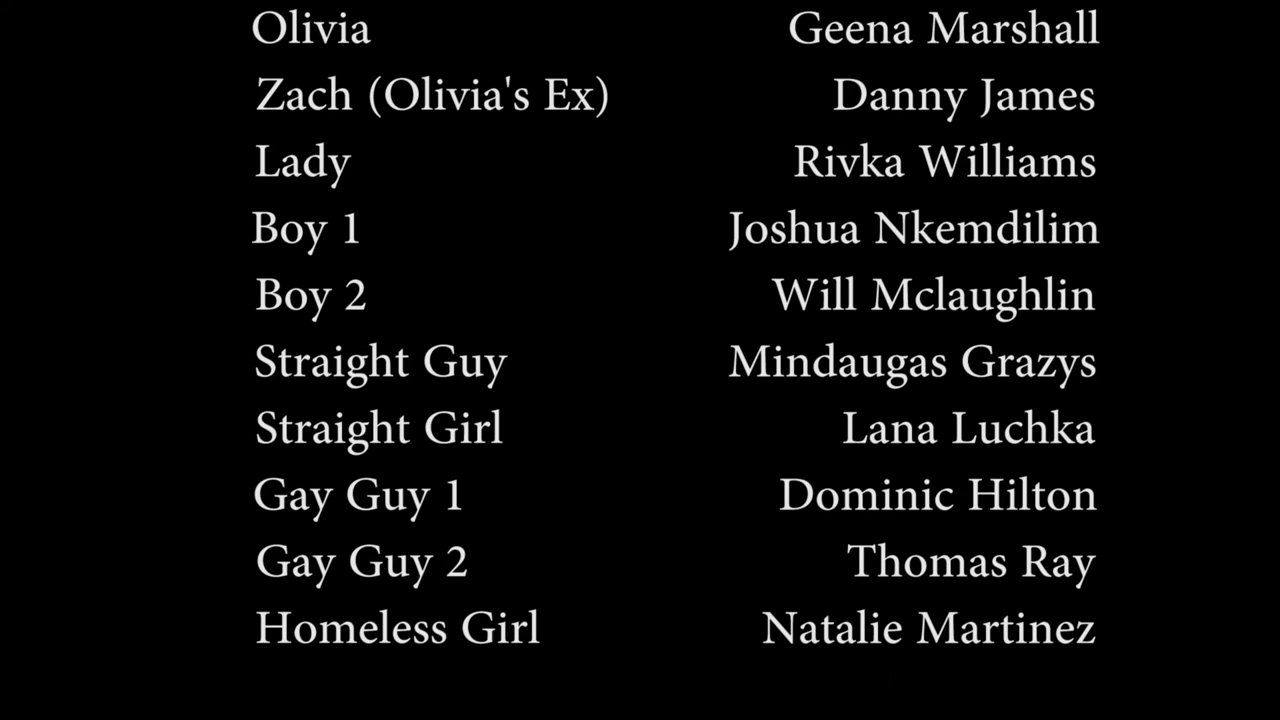 Olivia Geena Marshall
Zach (Olivia's Ex) Danny James
Lady Rivka Williams
Boy 1 Joshua Nkemdilim
Boy 2 Will Mclaughlin
Straight Guy Mindaugas Grazys
Straight Girl Lana Luchka
Gay Guy 1 Dominic Hilton
Gay Guy 2 Thomas Ray
Homeless Girl Natalie Martinez